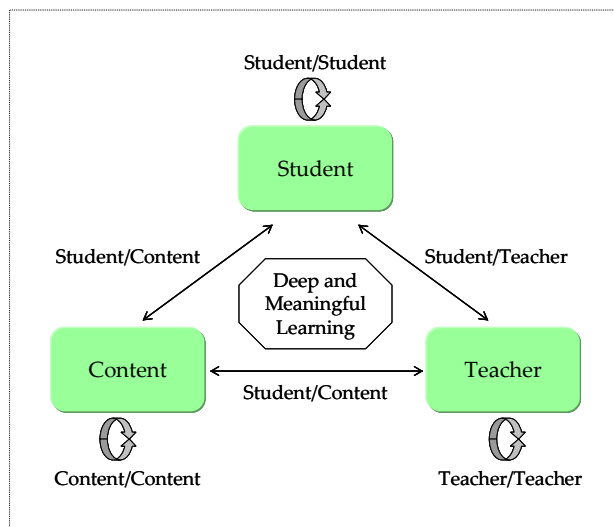 Student/Student
Student
Student/Content
Student/Teacher
Deep and
Meaningful
Learning
Content
Teacher
Student/Content
Content/Content
Teacher/Teacher